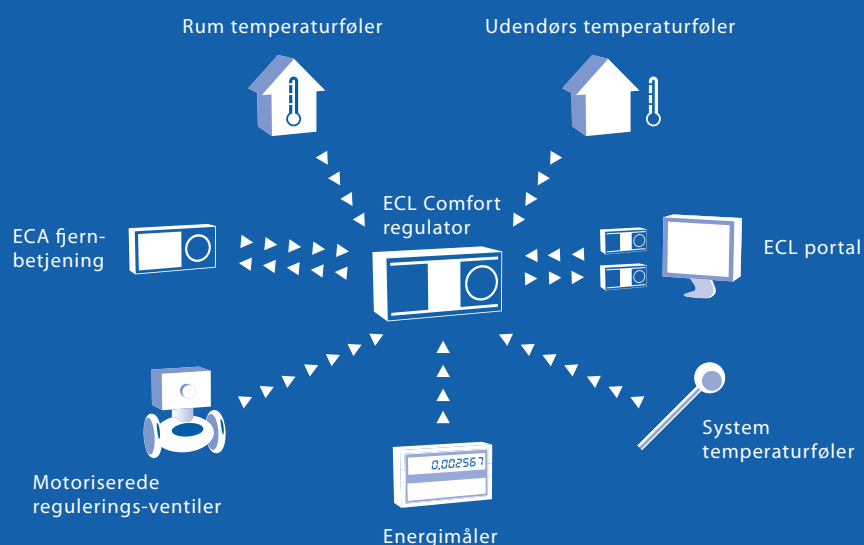 Rum temperaturføler
Udendørs temperaturføler
ECL Comfort
regulator
ECA fjern-
betjening
ECL portal
System
temperaturføler
0,002567
Motoriserede
regulerings-ventiler
Energimåler